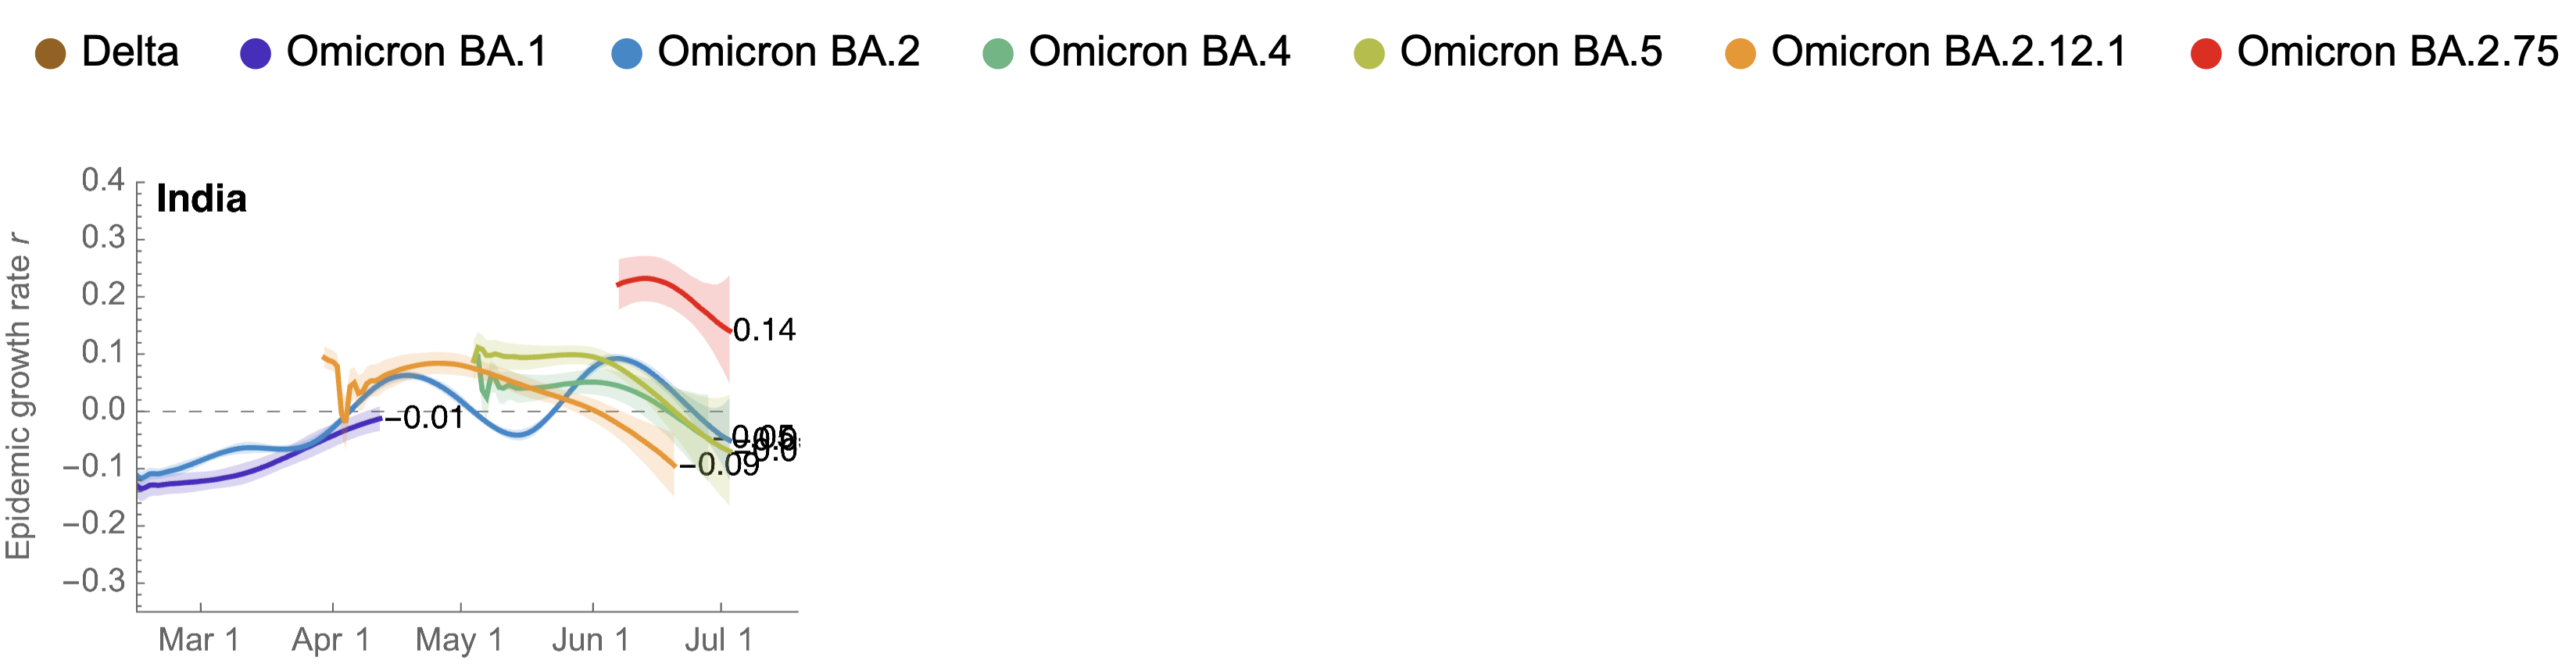 Delta Omicron BA.1 Omicron BA.2 Omicron BA.4 Omicron BA.5 Omicron BA.2.12.1 Omicron BA.2.75
India
Epidemic growth rate r
0.4
0.3
0.2
0.1
0.0
−0.1
−0.2
−0.3
0.14
−0.01
−0.09
Mar 1 Apr 1 May 1 Jun 1 Jul 1